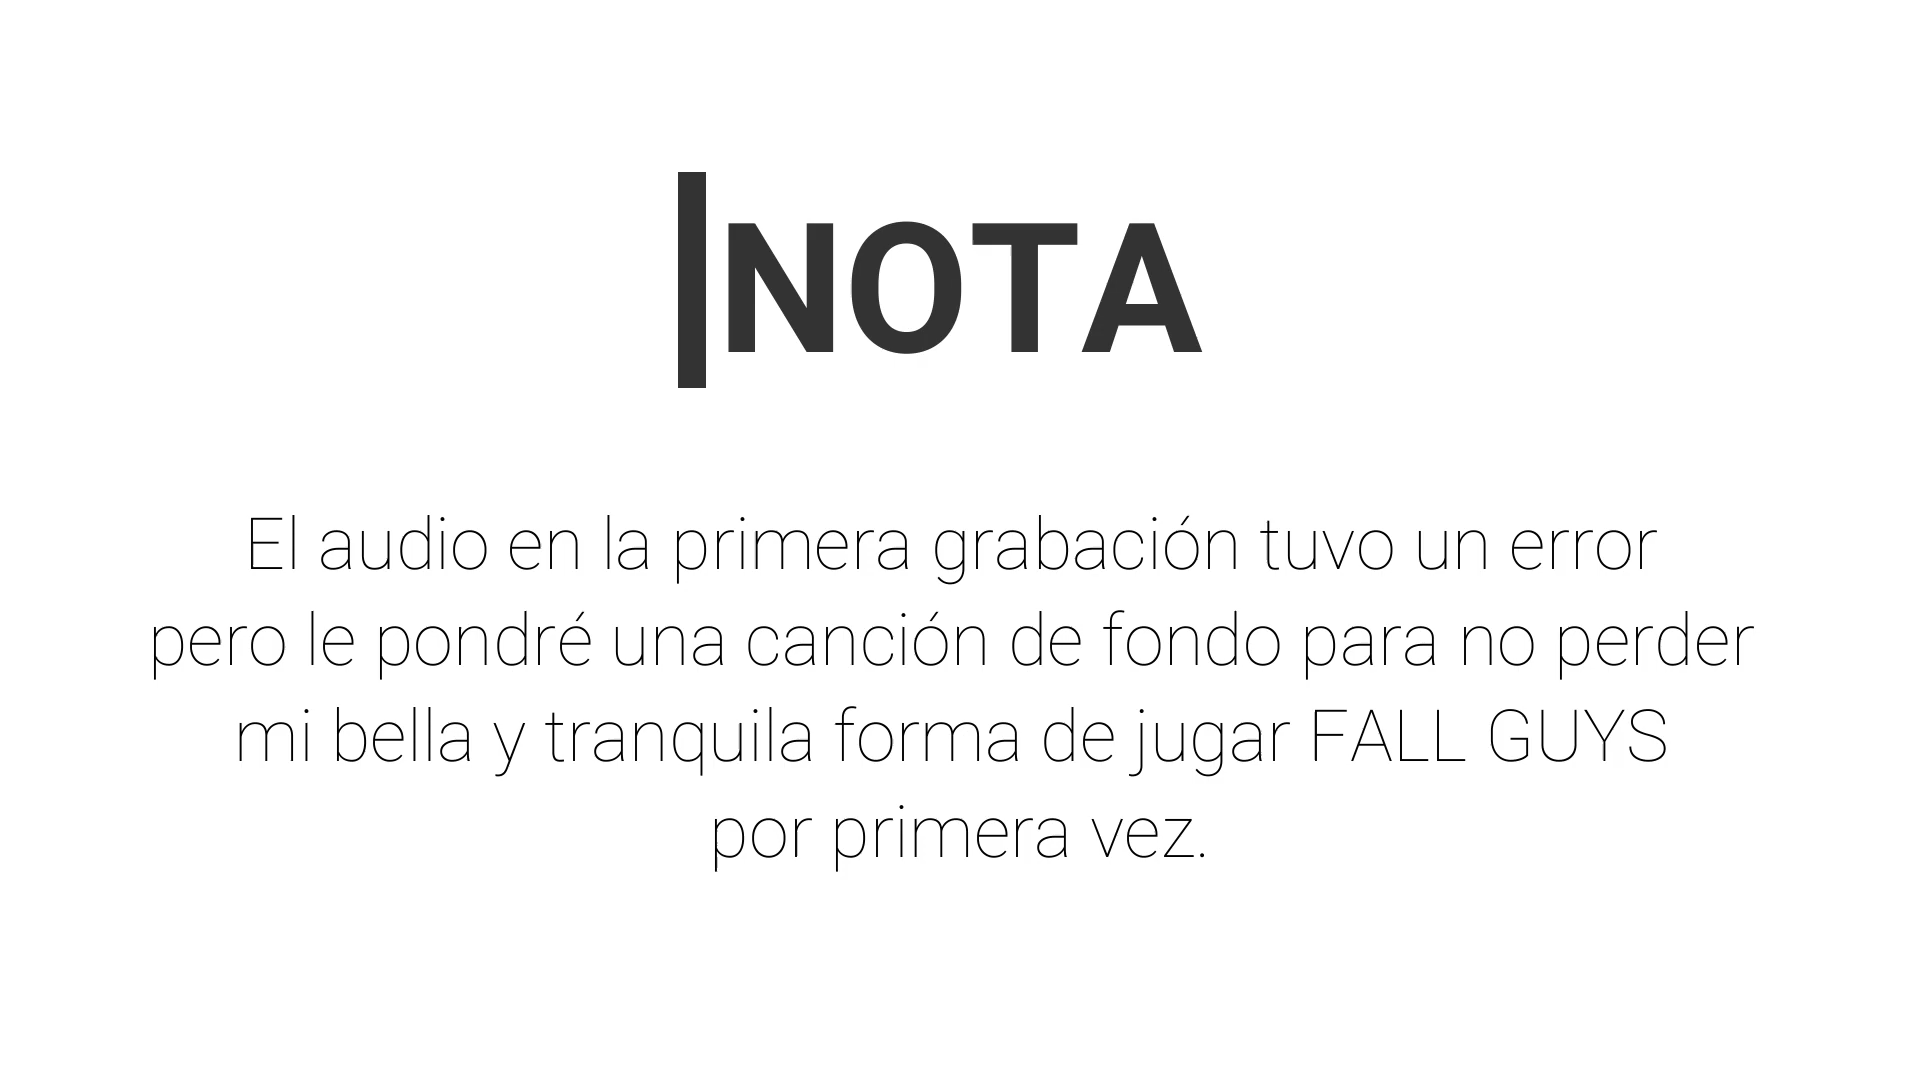 NOTA
El audio en la primera grabación tuvo un error
pero le pondré una canción de fondo para no perder
mi bella y tranquila forma de jugar FALL GUYS
por primera vez.